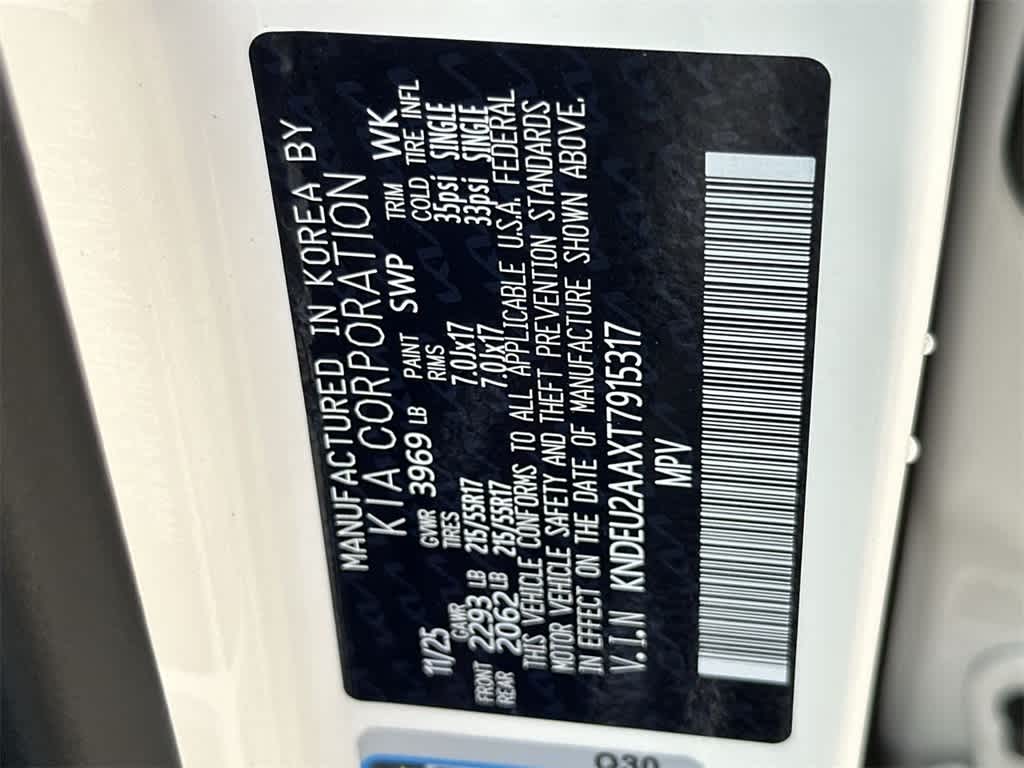 MANUFACTURED IN KOREA BY
KIA CORPORATION
11/25 GVWR 3969 LB PAINT SWP TRIM WK
GAWR TIRES RIMS COLD TIRE INFL
FRONT 2293 LB 215/55R17 7.0Jx17 35psi SINGLE
REAR 2062 LB 215/55R17 7.0Jx17 33psi SINGLE
THIS VEHICLE CONFORMS TO ALL APPLICABLE U.S.A. FEDERAL
MOTOR VEHICLE SAFETY AND THEFT PREVENTION STANDARDS
IN EFFECT ON THE DATE OF MANUFACTURE SHOWN ABOVE.
V.I.N KNDEU2AAXT7915317
MPV
Q30